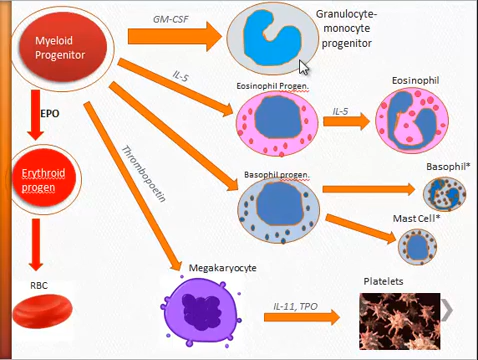 Myeloid
Progenitor
GM-CSF
Granulocyte-
monocyte
progenitor
IL-5
Eosinophil Progen.
IL-5
Eosinophil
EPO
Thrombopoetin
Erythroid
progen
Basophil progen.
Basophil*
Mast Cell*
RBC
Megakaryocyte
IL-11, TPO
Platelets